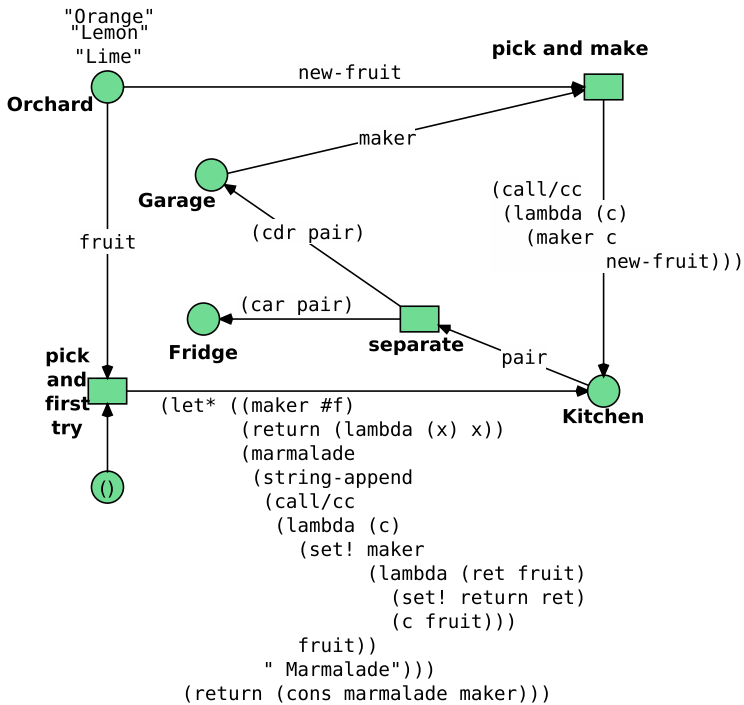 "Orange"
"Lemon"
"Lime"
Orchard
new-fruit
pick and make
maker
Garage
(call/cc
(lambda (c)
(maker c
new-fruit)))
(cdr pair)
fruit
(car pair)
Fridge
separate
pair
pick
and
first
try
Kitchen
()
(let* ((maker #f)
(return (lambda (x) x))
(marmalade
(string-append
(call/cc
(lambda (c)
(set! maker
(lambda (ret fruit)
(set! return ret)
(c fruit)))
fruit))
" Marmalade")))
(return (cons marmalade maker)))